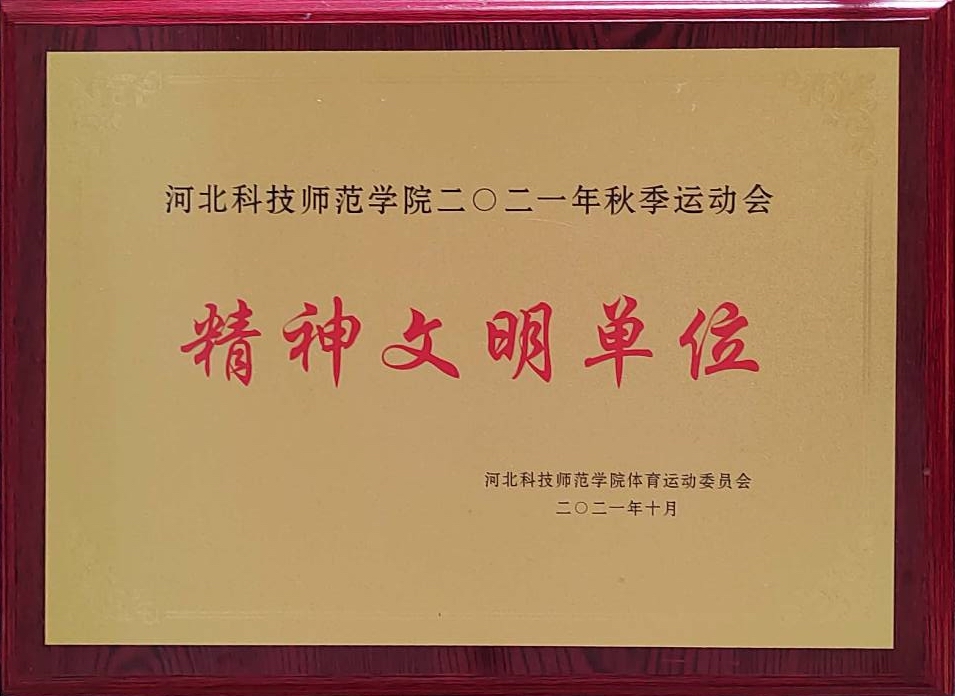 河北科技师范学院二〇二一年秋季运动会
精神文明单位
河北科技师范学院体育运动委员会
二〇二一年十月